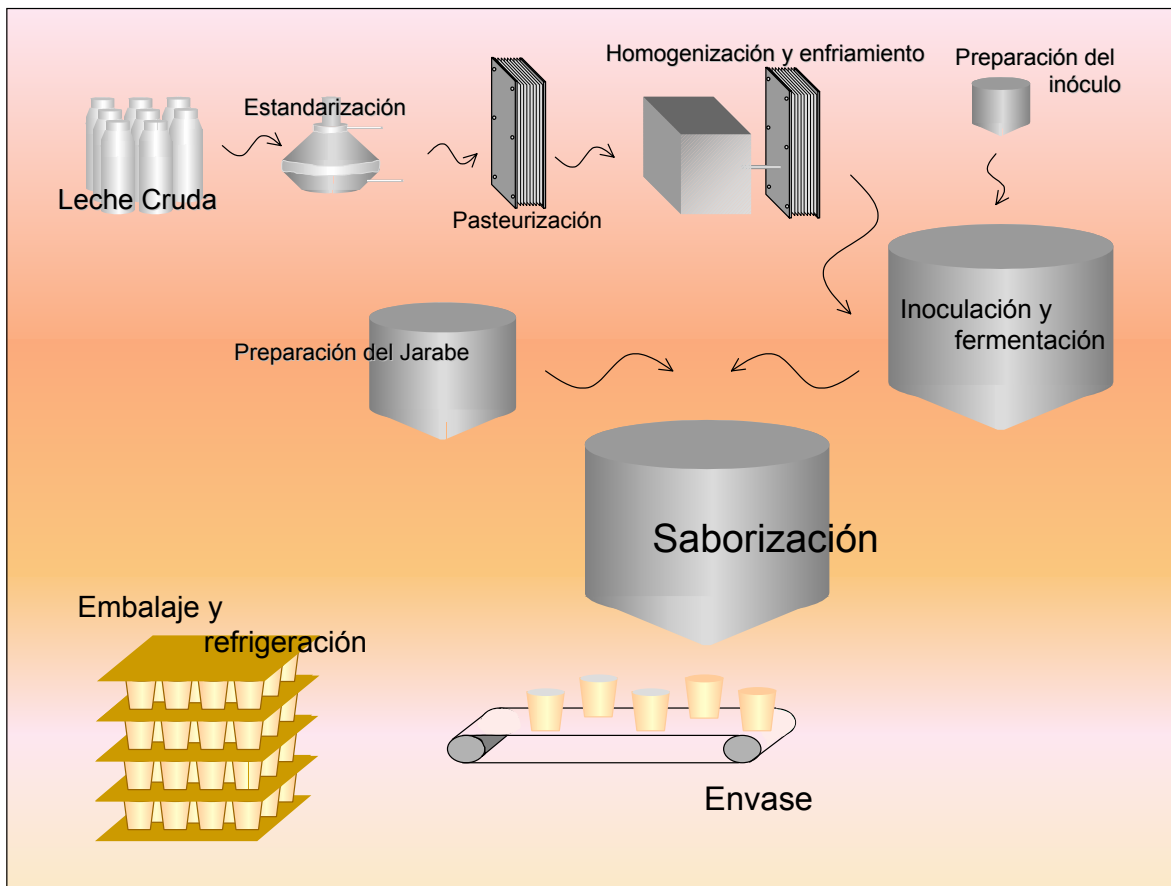 Homogenización y enfriamiento
Preparación del
inóculo
Estandarización
Leche Cruda
Pasteurización
Inoculación y
fermentación
Preparación del Jarabe
Saborización
Embalaje y
refrigeración
Envase